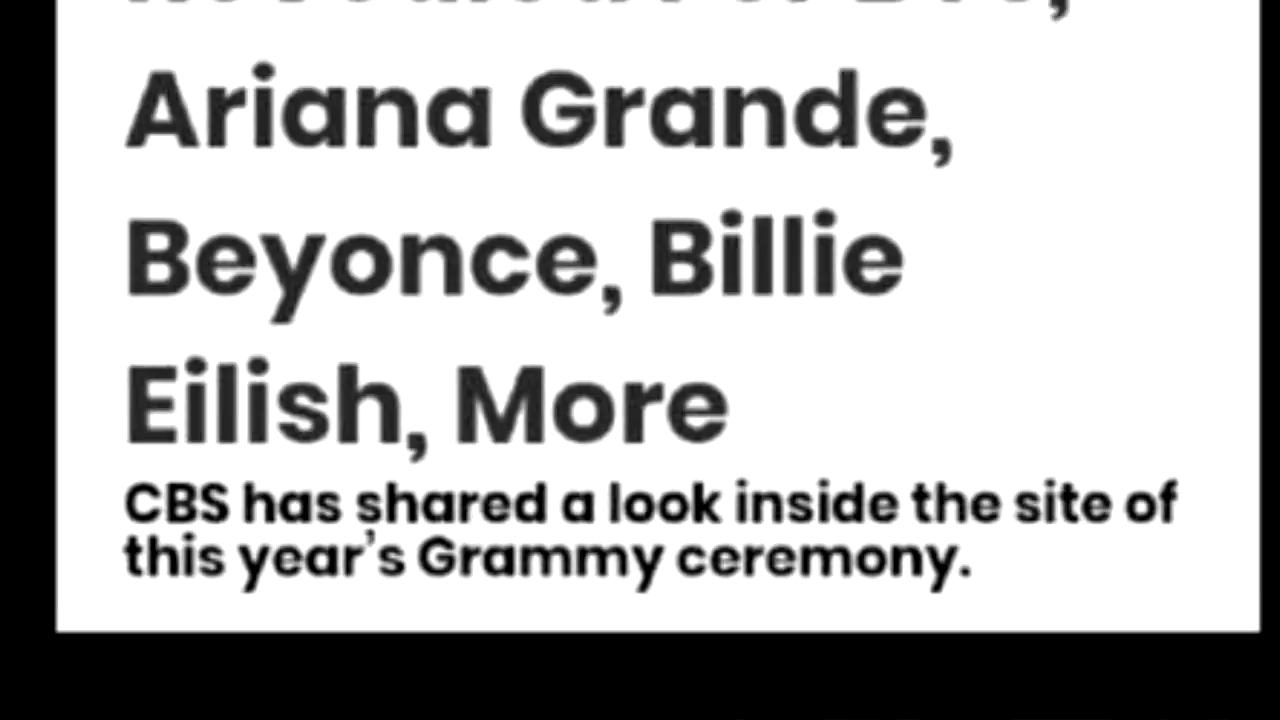 Ariana Grande,
Beyonce, Billie
Eilish, More
CBS has shared a look inside the site of
this year's Grammy ceremony.